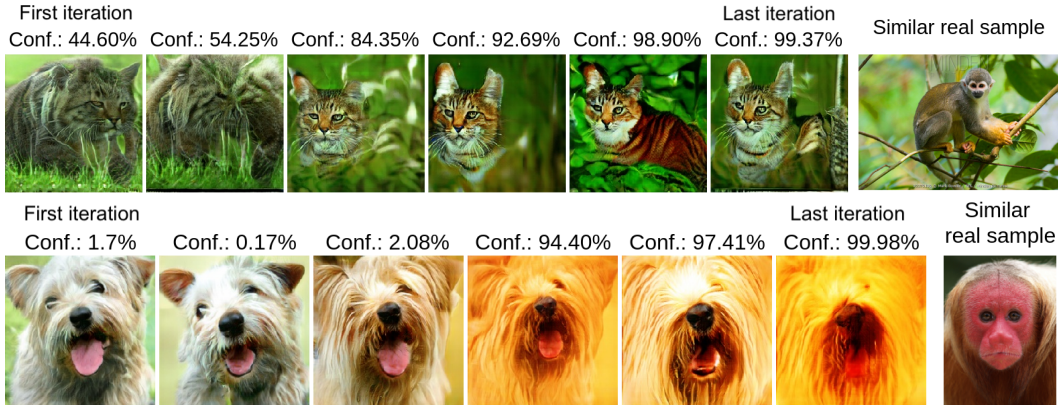 First iteration
Last iteration
Similar real sample
Conf.: 44.60%
Conf.: 54.25%
Conf.: 84.35%
Conf.: 92.69%
Conf.: 98.90%
Conf.: 99.37%
First iteration
Last iteration
Similar
real sample
Conf.: 1.7%
Conf.: 0.17%
Conf.: 2.08%
Conf.: 94.40%
Conf.: 97.41%
Conf.: 99.98%